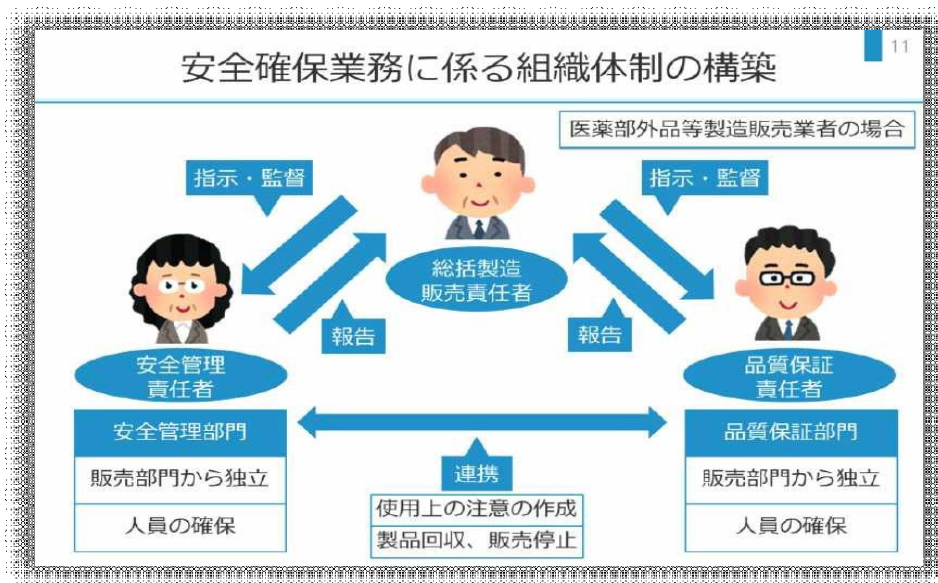 11
安全確保業務に係る組織体制の構築
医薬部外品等製造販売業者の場合
指示・監督
指示・監督
総括製造
販売責任者
報告
報告
安全管理
責任者
品質保証
責任者
安全管理部門
販売部門から独立
人員の確保
連携
使用上の注意の作成
製品回収、販売停止
品質保証部門
販売部門から独立
人員の確保